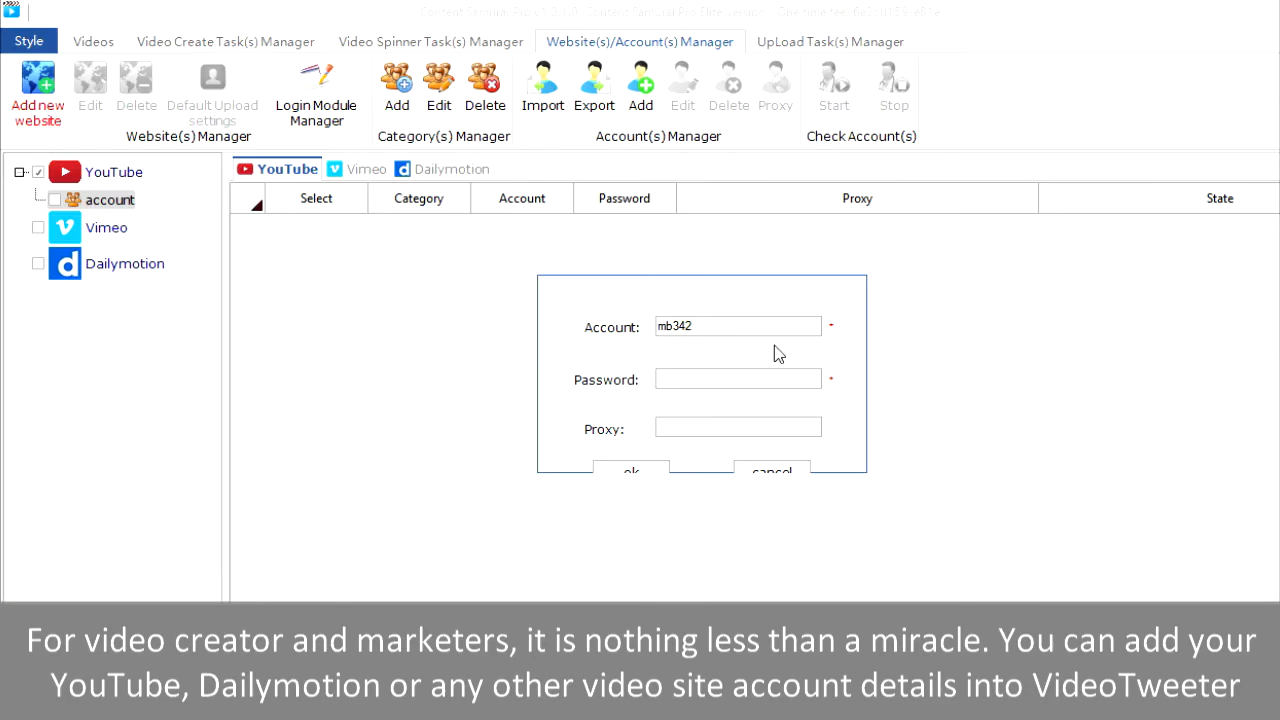 Style Videos Video Create Task(s) Manager Video Spinner Task(s) Manager Website(s)/Account(s) Manager UpLoad Task(s) Manager
Add new website Edit Delete Default Upload settings Login Module Manager Add Edit Delete Import Export Add Edit Delete Proxy Start Stop
Website(s) Manager Category(s) Manager Account(s) Manager Check Account(s)
YouTube
account
Vimeo
Dailymotion
YouTube Vimeo Dailymotion
Select Category Account Password Proxy State
Account: mb342 *
Password: *
Proxy:
ok cancel
For video creator and marketers, it is nothing less than a miracle. You can add your
YouTube, Dailymotion or any other video site account details into VideoTweeter